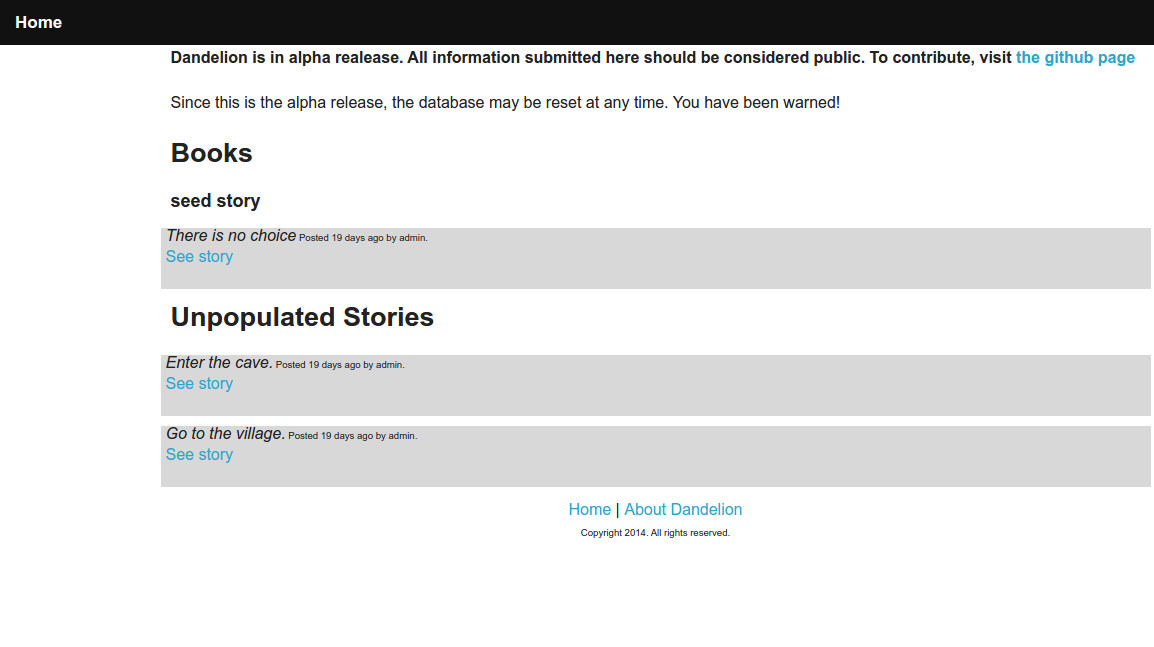 Home
Dandelion is in alpha realease. All information submitted here should be considered public. To contribute, visit the github page
Since this is the alpha release, the database may be reset at any time. You have been warned!
Books
seed story
There is no choice Posted 19 days ago by admin.
See story
Unpopulated Stories
Enter the cave. Posted 19 days ago by admin.
See story
Go to the village. Posted 19 days ago by admin.
See story
Home | About Dandelion
Copyright 2014. All rights reserved.